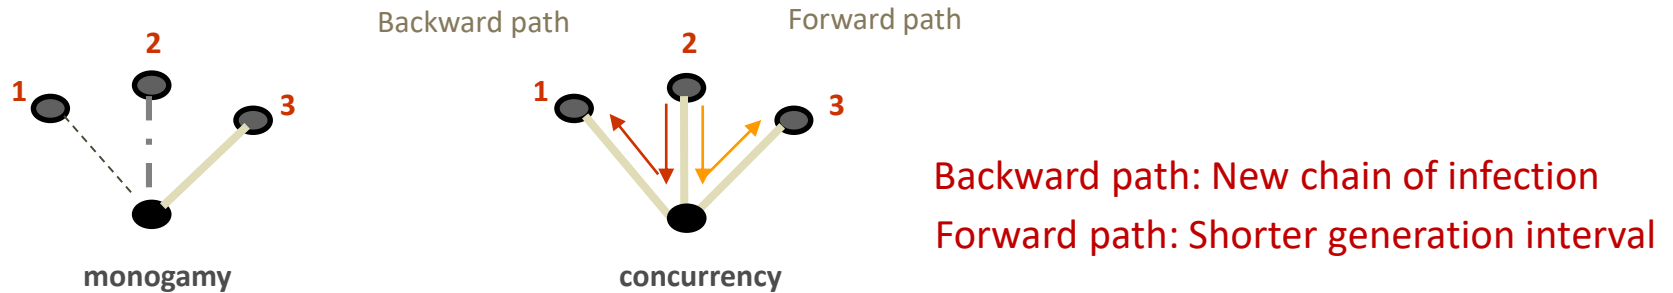 Backward path
Forward path
1
2
3
monogamy
1
2
3
concurrency
Backward path: New chain of infection
Forward path: Shorter generation interval